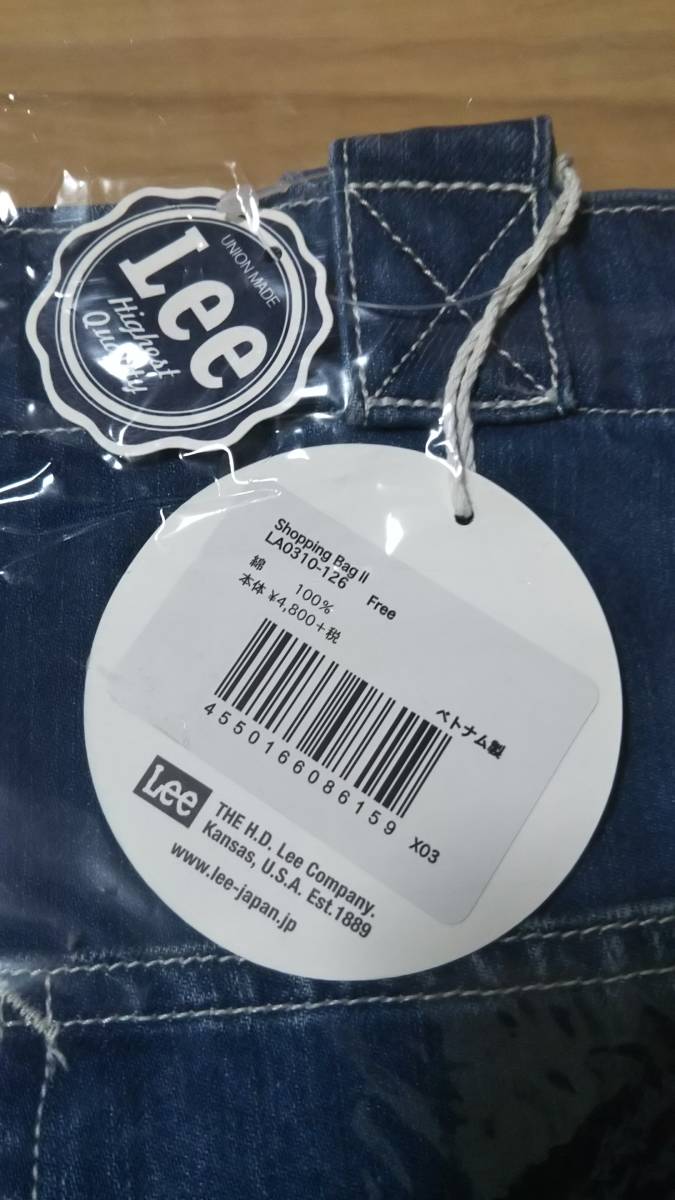 UNION MADE
Lee
Highest
Quality
Shopping Bag II
LA0310-126 Free
綿 100%
本体 ¥4,800+税
ベトナム製
4550166086159 X03
Lee
THE H.D. Lee Company.
Kansas, U.S.A. Est.1889
www.lee-japan.jp